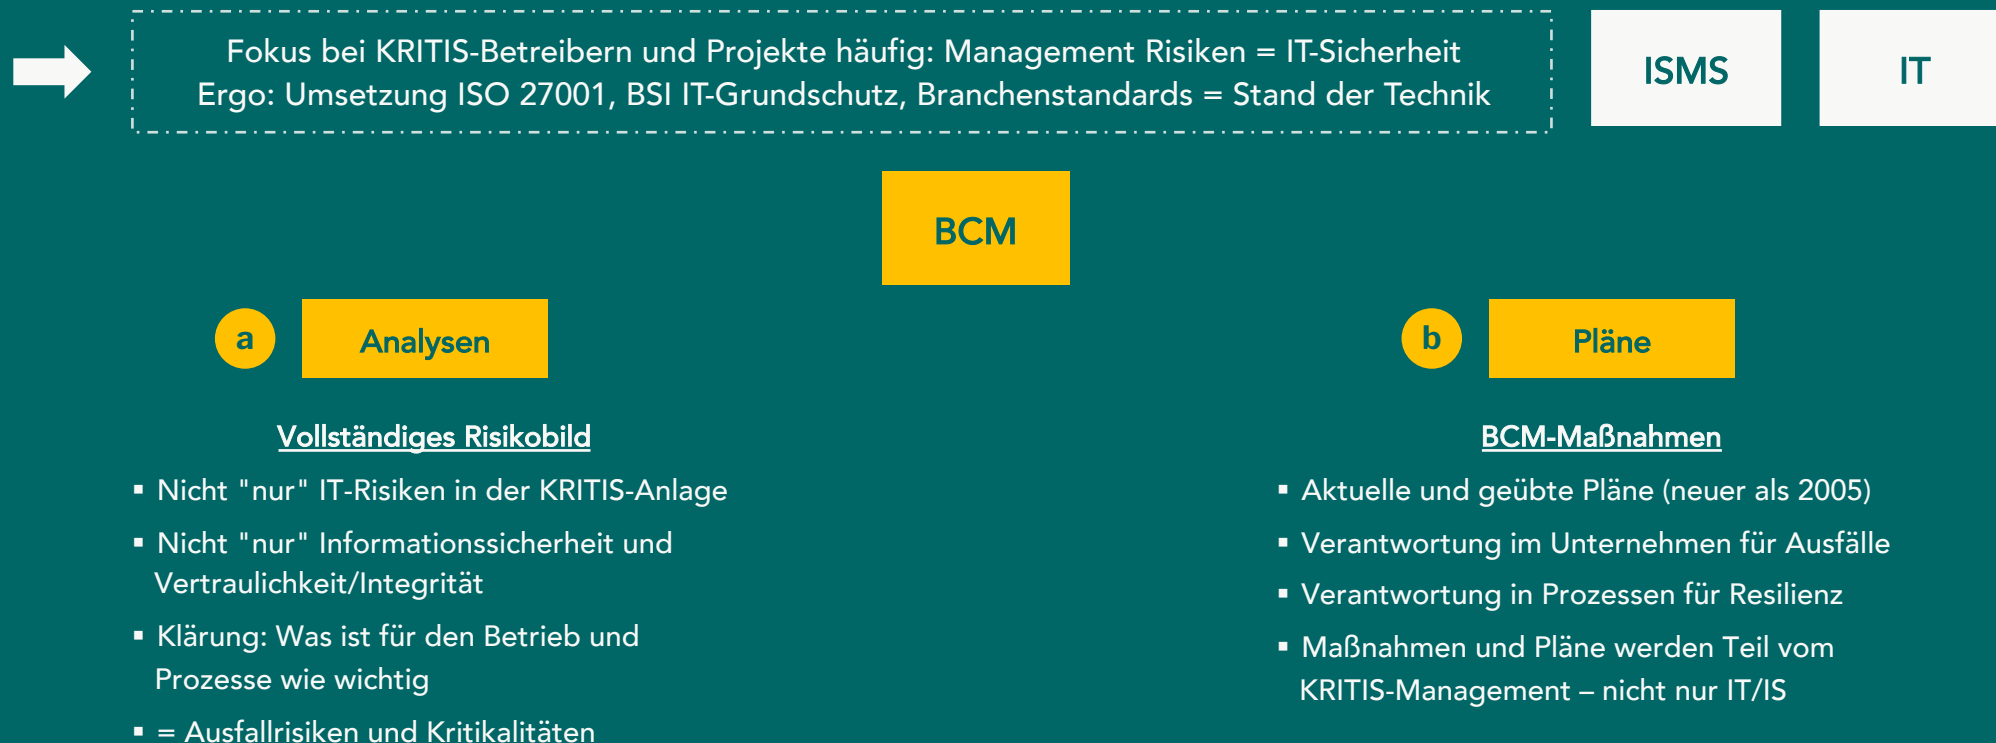 Fokus bei KRITIS-Betreibern und Projekte häufig: Management Risiken = IT-Sicherheit
Ergo: Umsetzung ISO 27001, BSI IT-Grundschutz, Branchenstandards = Stand der Technik
ISMS
IT
BCM
a
Analysen
Vollständiges Risikobild
▪ Nicht "nur" IT-Risiken in der KRITIS-Anlage
▪ Nicht "nur" Informationssicherheit und
Vertraulichkeit/Integrität
▪ Klärung: Was ist für den Betrieb und
Prozesse wie wichtig
▪ = Ausfallrisiken und Kritikalitäten
b
Pläne
BCM-Maßnahmen
▪ Aktuelle und geübte Pläne (neuer als 2005)
▪ Verantwortung im Unternehmen für Ausfälle
▪ Verantwortung in Prozessen für Resilienz
▪ Maßnahmen und Pläne werden Teil vom
KRITIS-Management – nicht nur IT/IS